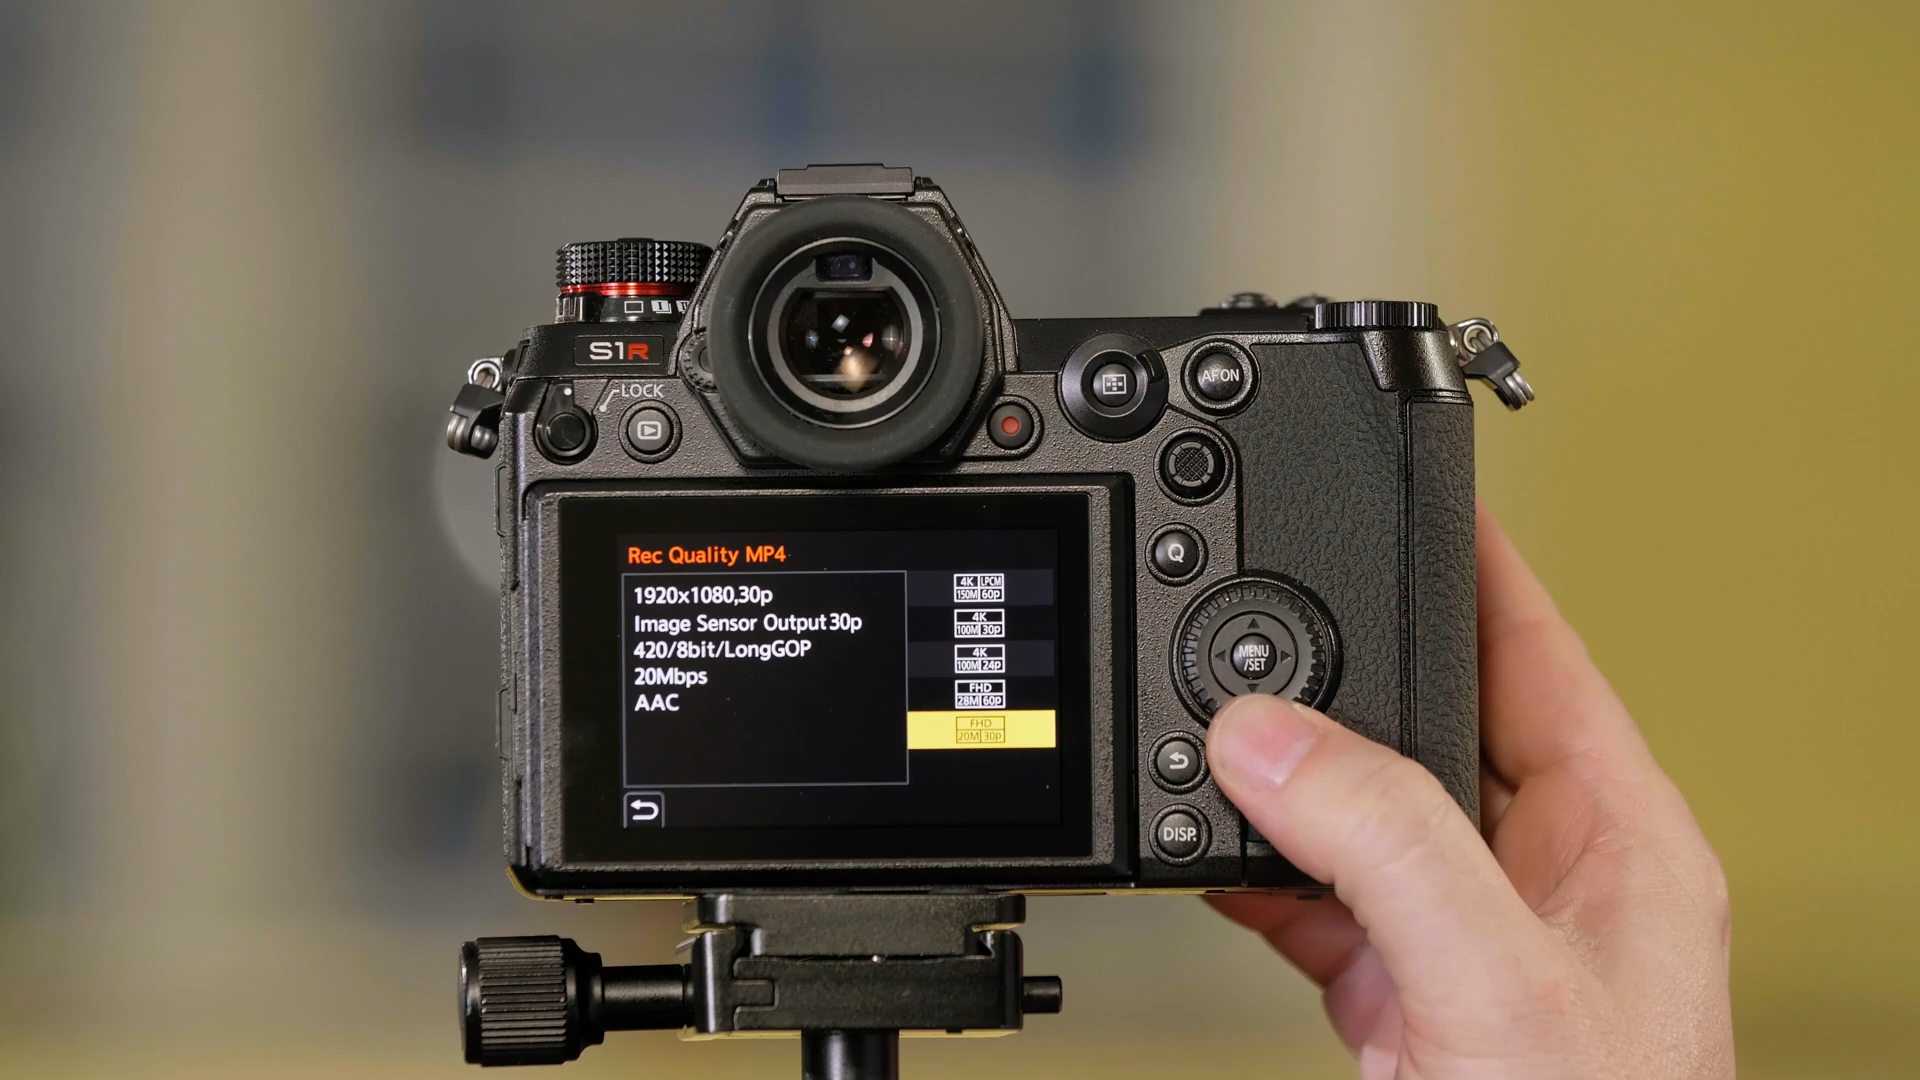 S1R
LOCK
AF ON
Rec Quality MP4
1920x1080,30p
Image Sensor Output 30p
420/8bit/LongGOP
20Mbps
AAC
4K LPCM
150M 60p
4K
100M 30p
4K
100M 24p
FHD
28M 60p
FHD
20M 30p
Q
MENU
/SET
DISP.